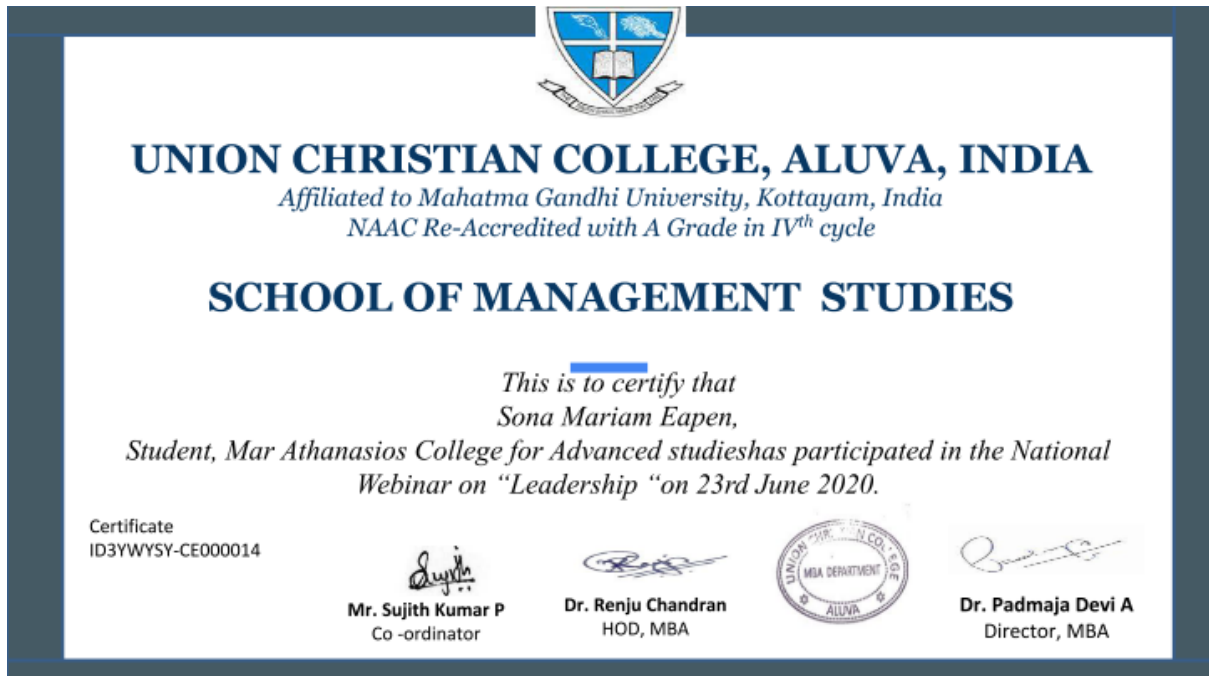 UNION CHRISTIAN COLLEGE, ALUVA, INDIA
Affiliated to Mahatma Gandhi University, Kottayam, India
NAAC Re-Accredited with A Grade in IVth cycle
SCHOOL OF MANAGEMENT STUDIES
This is to certify that
Sona Mariam Eapen,
Student, Mar Athanasios College for Advanced studieshas participated in the National
Webinar on “Leadership “on 23rd June 2020.
Certificate
ID3YWYSY-CE000014
Mr. Sujith Kumar P
Co -ordinator
Dr. Renju Chandran
HOD, MBA
UNION CHRISTIAN COLLEGE
MBA DEPARTMENT
ALUVA
Dr. Padmaja Devi A
Director, MBA